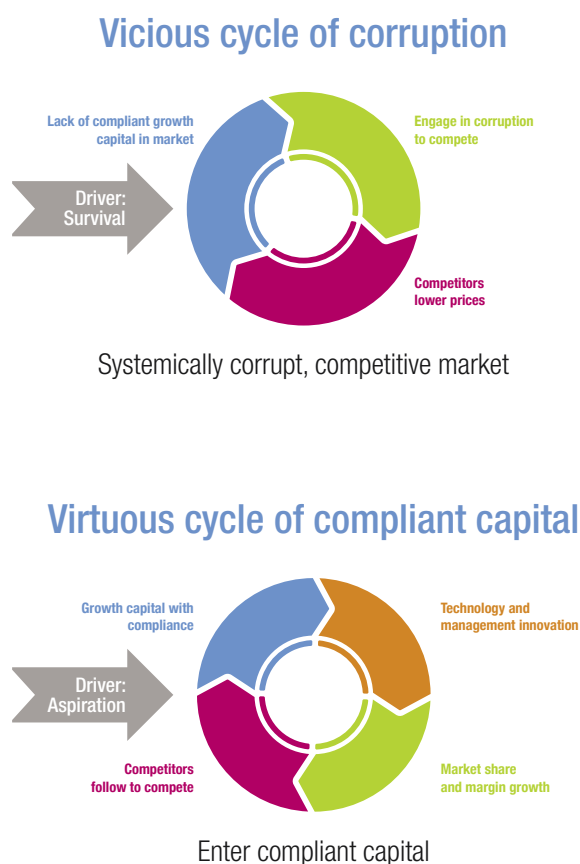 Vicious cycle of corruption
Lack of compliant growth
capital in market
Engage in corruption
to compete
Driver:
Survival
Competitors
lower prices
Systemically corrupt, competitive market
Virtuous cycle of compliant capital
Growth capital with
compliance
Technology and
management innovation
Driver:
Aspiration
Competitors
follow to compete
Market share
and margin growth
Enter compliant capital